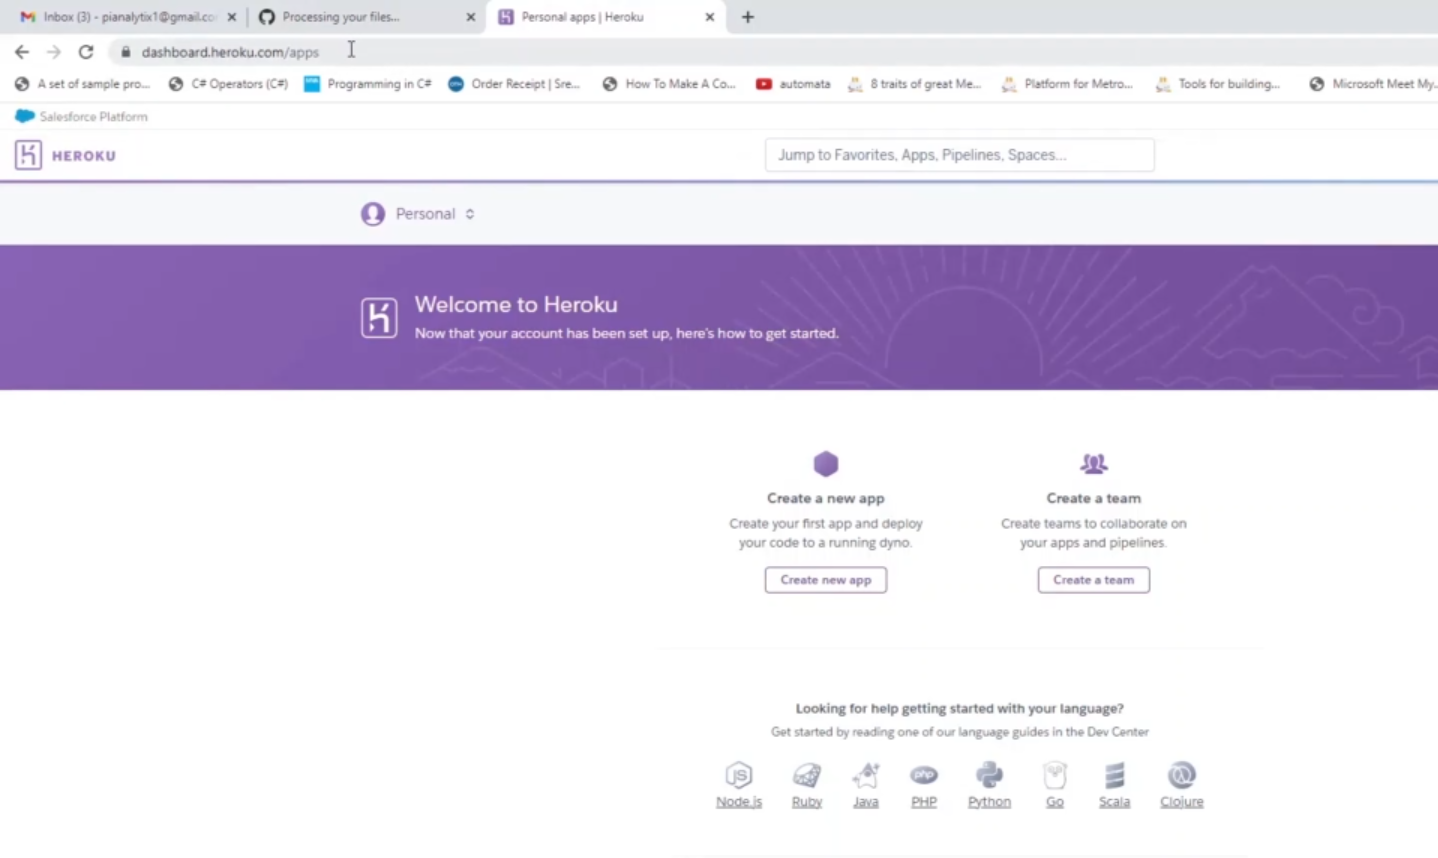 Inbox (3) - pianalytix1@gmail.co
Processing your files...
Personal apps | Heroku
dashboard.heroku.com/apps
A set of sample pro...
C# Operators (C#)
Programming in C#
Order Receipt | Sre...
How To Make A Co...
automata
8 traits of great Me...
Platform for Metro...
Tools for building...
Microsoft Meet My...
Salesforce Platform
HEROKU
Jump to Favorites, Apps, Pipelines, Spaces...
Personal
Welcome to Heroku
Now that your account has been set up, here's how to get started.
Create a new app
Create your first app and deploy
your code to a running dyno.
Create new app
Create a team
Create teams to collaborate on
your apps and pipelines.
Create a team
Looking for help getting started with your language?
Get started by reading one of our language guides in the Dev Center
Node.js
Ruby
Java
PHP
Python
Go
Scala
Clojure